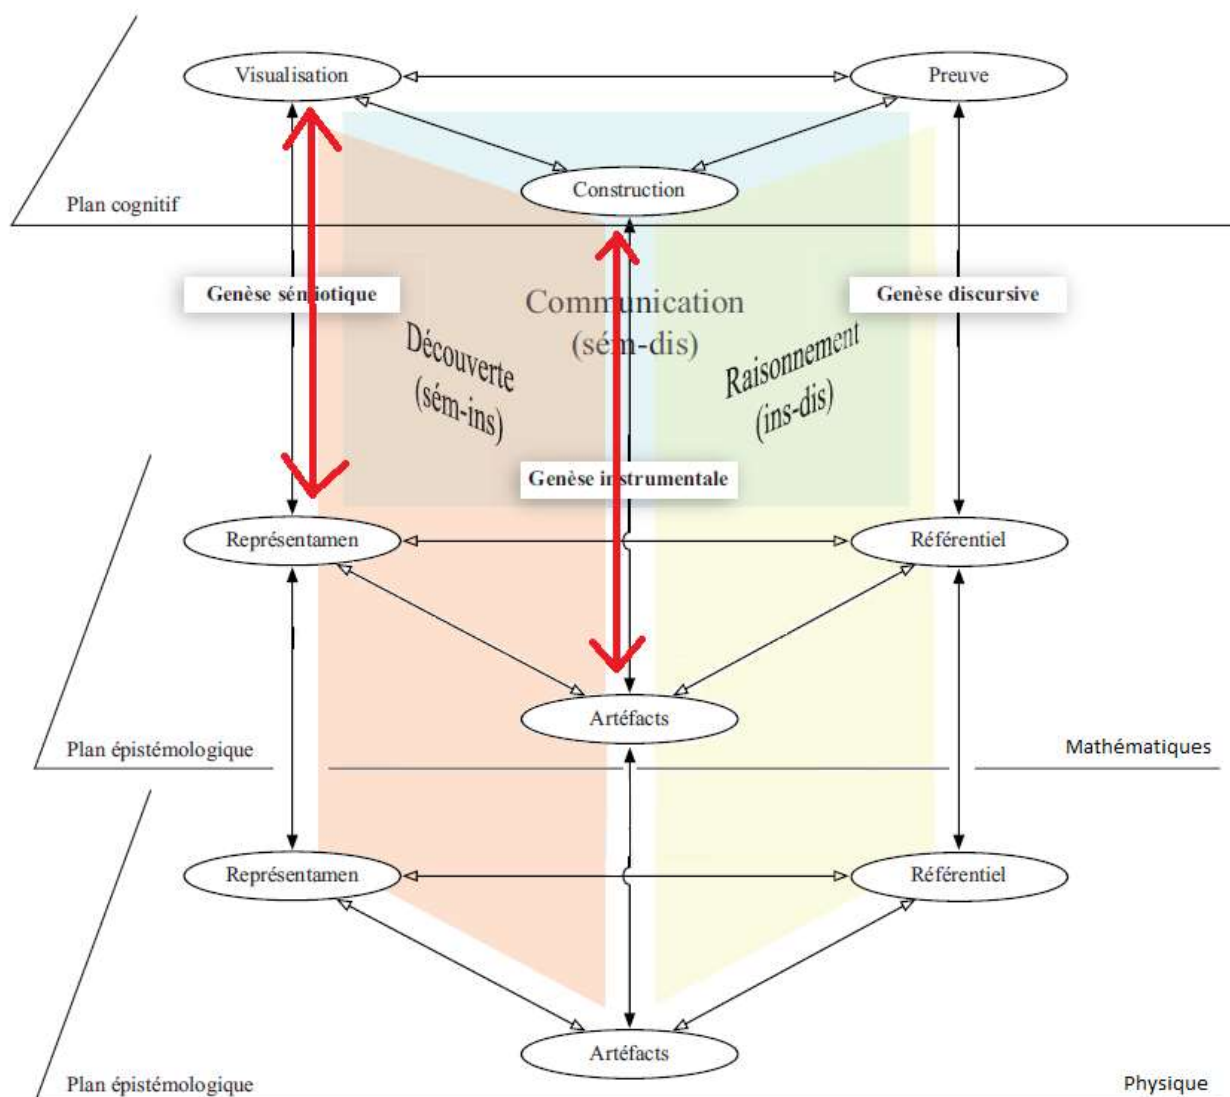 Visualisation
Preuve
Construction
Plan cognitif
Genèse sémiotique
Genèse discursive
Communication
(sém-dis)
Découverte
(sém-ins)
Raisonnement
(ins-dis)
Genèse instrumentale
Représentamen
Référentiel
Artéfacts
Plan épistémologique
Mathématiques
Représentamen
Référentiel
Artéfacts
Plan épistémologique
Physique